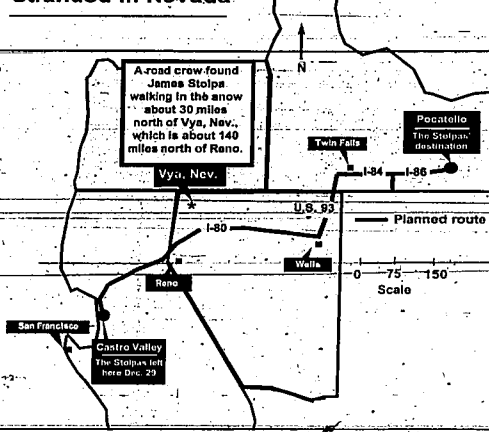 Stranded in Nevada
N
A road crew found
James Stolpa
walking in the snow
about 30 miles
north of Vya, Nev.,
which is about 140
miles north of Reno.
Vya, Nev.
Twin Falls
Pocatello
The Stolpas'
destination
I-84
I-86
U.S. 93
Planned route
I-80
Wells
0 75 150
Scale
Reno
San Francisco
Castro Valley
The Stolpas left
here Dec. 29